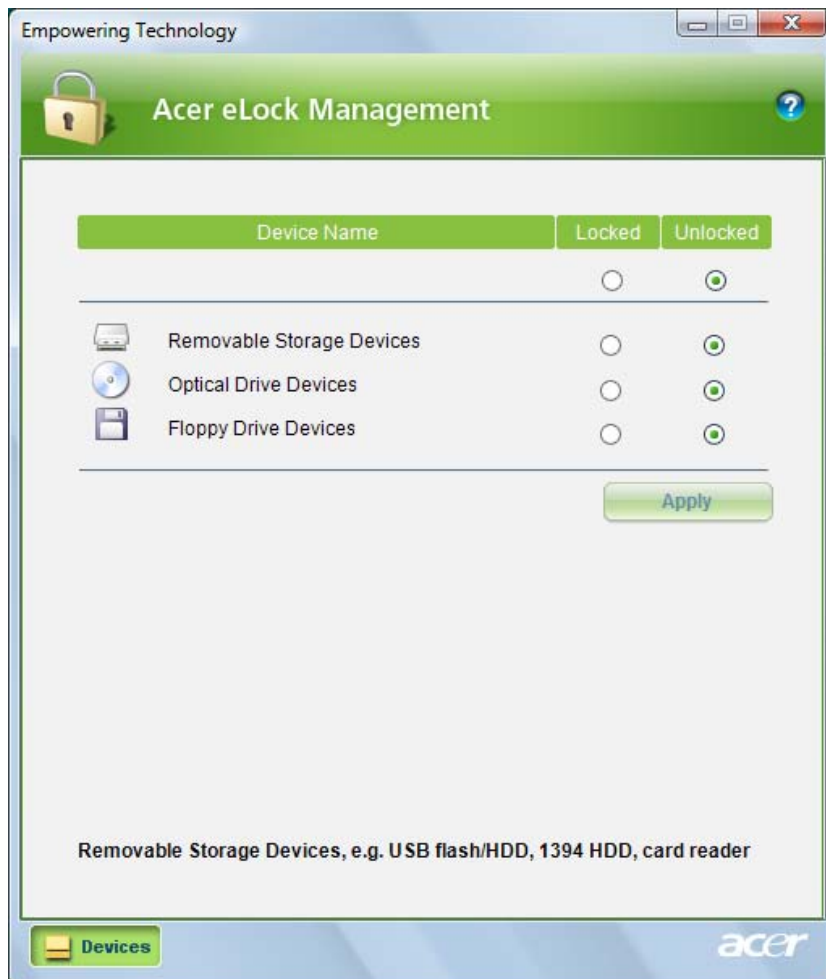 Empowering Technology
Acer eLock Management
?
Device Name Locked Unlocked
Removable Storage Devices
Optical Drive Devices
Floppy Drive Devices
Apply
Removable Storage Devices, e.g. USB flash/HDD, 1394 HDD, card reader
Devices acer